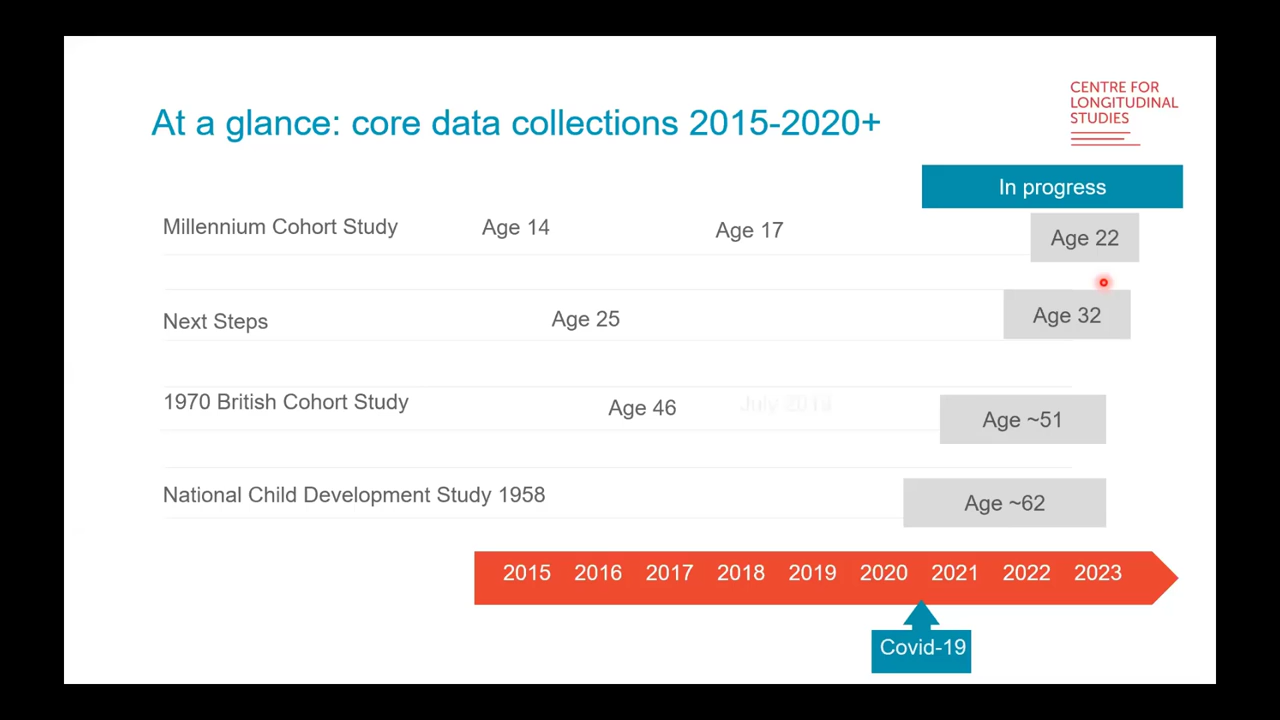 At a glance: core data collections 2015-2020+
CENTRE FOR
LONGITUDINAL
STUDIES
In progress
Millennium Cohort Study Age 14 Age 17 Age 22
Next Steps Age 25 Age 32
1970 British Cohort Study Age 46 Age ~51
National Child Development Study 1958 Age ~62
2015 2016 2017 2018 2019 2020 2021 2022 2023
Covid-19